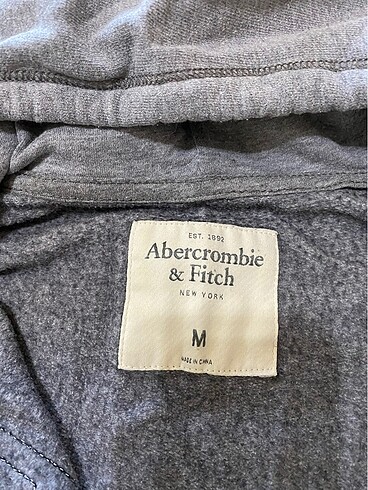 EST. 1892
Abercrombie
& Fitch
NEW YORK
M
MADE IN CHINA